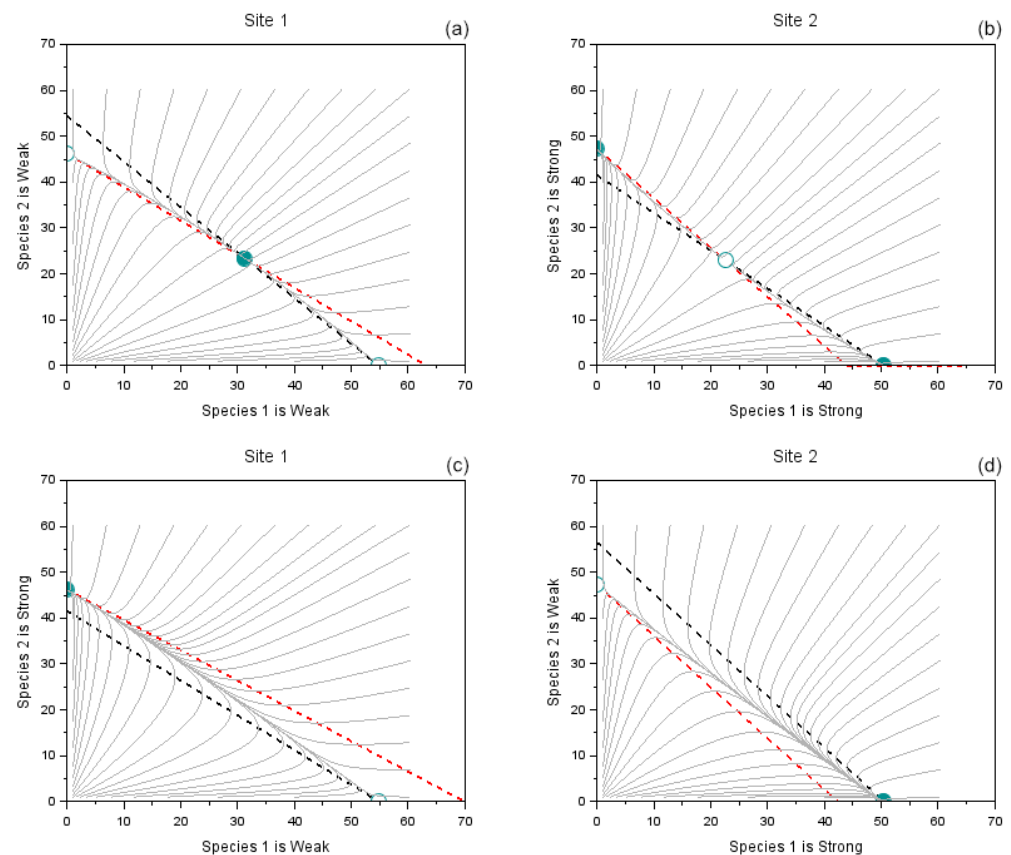 Site 1
(a)
70
60
50
40
30
20
10
0
Species 2 is Weak
0 10 20 30 40 50 60 70
Species 1 is Weak
Site 2
(b)
70
60
50
40
30
20
10
0
Species 2 is Strong
0 10 20 30 40 50 60 70
Species 1 is Strong
Site 1
(c)
70
60
50
40
30
20
10
0
Species 2 is Strong
0 10 20 30 40 50 60 70
Species 1 is Weak
Site 2
(d)
70
60
50
40
30
20
10
0
Species 2 is Weak
0 10 20 30 40 50 60 70
Species 1 is Strong